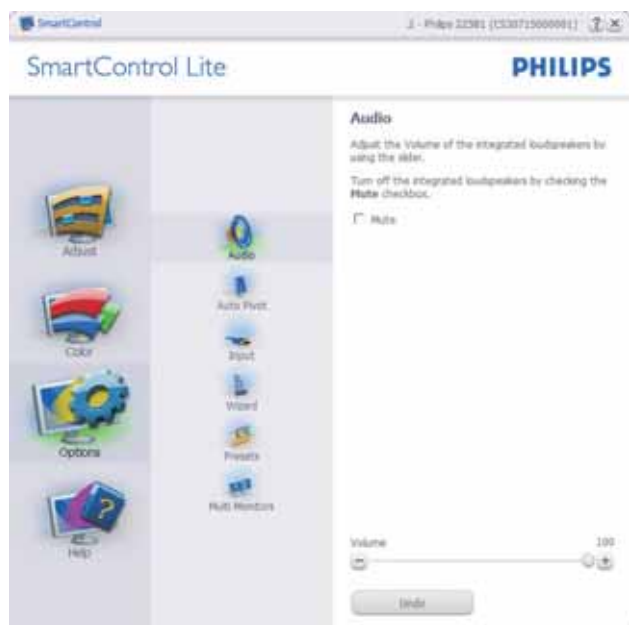 SmartControl
SmartControl Lite
PHILIPS
Adjust
Color
Options
Help
Audio
Auto Pivot
Input
Wizard
Presets
Multi Monitors
Audio
Adjust the Volume of the integrated loudspeakers by
using the slider.
Turn off the integrated loudspeakers by checking the
Mute checkbox.
Mute
Volume 100
Undo